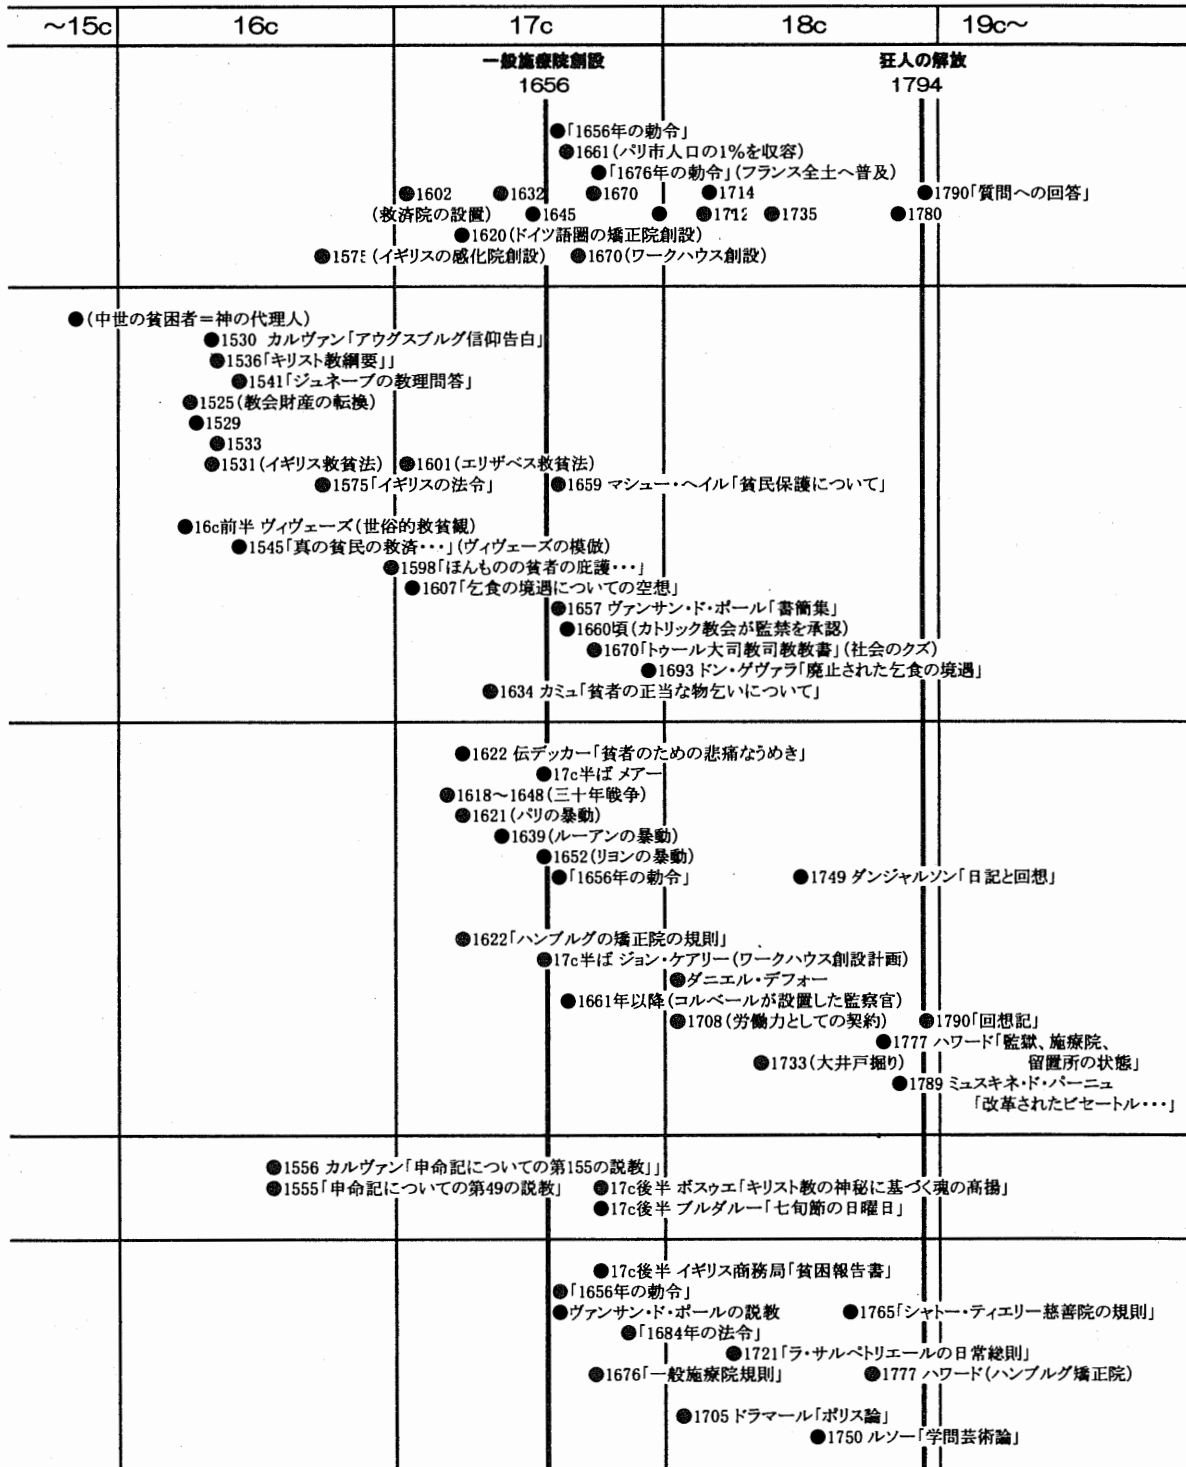 ～15c 16c 17c 18c 19c～
一般施療院創設 狂人の解放
1656 1794
●「1656年の勅令」
●1661(パリ市人口の1%を収容)
●「1676年の勅令」(フランス全土へ普及)
●1602 ●1632 ●1670 ●1714 ●1790「質問への回答」
(救済院の設置) ●1645 ● ●1712 ●1735 ●1780
●1620(ドイツ語圏の矯正院創設)
●1575(イギリスの感化院創設) ●1670(ワークハウス創設)
●(中世の貧困者＝神の代理人)
●1530 カルヴァン「アウグスブルグ信仰告白」
●1536「キリスト教綱要」」
●1541「ジュネーブの教理問答」
●1525(教会財産の転換)
●1529
●1533
●1531(イギリス救貧法) ●1601(エリザベス救貧法)
●1575「イギリスの法令」 ●1659 マシュー・ヘイル「貧民保護について」
●16c前半 ヴィヴェーズ(世俗的救貧観)
●1545「真の貧民の救済・・・」(ヴィヴェーズの模倣)
●1598「ほんものの貧者の庇護・・・」
●1607「乞食の境遇についての空想」
●1657 ヴァンサン・ド・ポール「書簡集」
●1660頃(カトリック教会が監禁を承認)
●1670「トゥール大司教司教教書」(社会のクズ)
●1693 ドン・ゲヴァラ「廃止された乞食の境遇」
●1634 カミュ「貧者の正当な物乞いについて」
●1622 伝デッカー「貧者のための悲痛なうめき」
●17c半ば メアー
●1618～1648(三十年戦争)
●1621(パリの暴動)
●1639(ルーアンの暴動)
●1652(リヨンの暴動)
●「1656年の勅令」 ●1749 ダンジャルソン「日記と回想」
●1622「ハンブルグの矯正院の規則」
●17c半ば ジョン・ケアリー(ワークハウス創設計画)
●ダニエル・デフォー
●1661年以降(コルベールが設置した監察官)
●1708(労働力としての契約) ●1790「回想記」
●1777 ハワード「監獄、施療院、
●1733(大井戸掘り) 留置所の状態」
●1789 ミュスキネ・ド・パーニュ
「改革されたビセートル・・・」
●1556 カルヴァン「申命記についての第155の説教」」
●1555「申命記についての第49の説教」 ●17c後半 ボスゥエ「キリスト教の神秘に基づく魂の高揚」
●17c後半 ブルダルー「七旬節の日曜日」
●17c後半 イギリス商務局「貧困報告書」
●「1656年の勅令」
●ヴァンサン・ド・ポールの説教 ●1765「シャトー・ティエリー慈善院の規則」
●「1684年の法令」
●1721「ラ・サルペトリエールの日常総則」
●1676「一般施療院規則」 ●1777 ハワード(ハンブルグ矯正院)
●1705 ドラマール「ポリス論」
●1750 ルソー「学問芸術論」